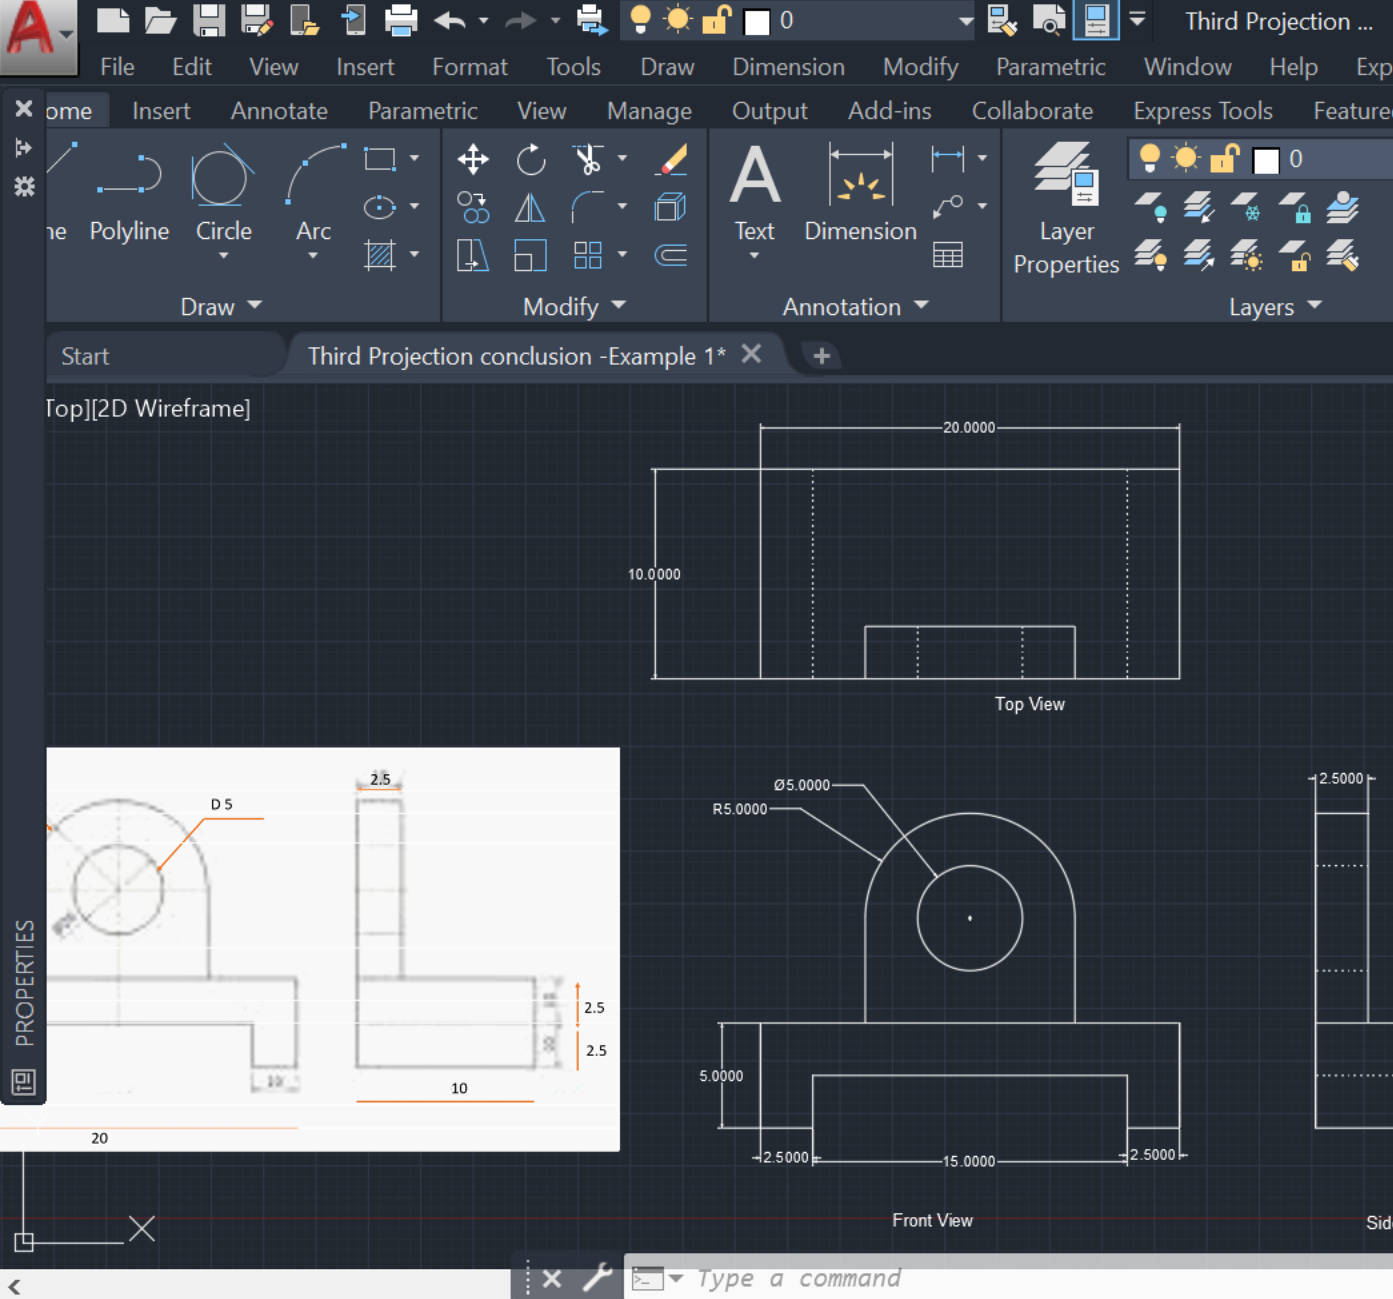 0
Third Projection ...
File Edit View Insert Format Tools Draw Dimension Modify Parametric Window Help Exp
ome Insert Annotate Parametric View Manage Output Add-ins Collaborate Express Tools Feature
0
ne Polyline Circle Arc
Text Dimension
Layer
Properties
Draw Modify Annotation Layers
Start Third Projection conclusion -Example 1*
Top][2D Wireframe]
20.0000
10.0000
Top View
2.5
D 5
2.5
2.5
10
10
20
Ø5.0000
R5.0000
2.5000
5.0000
2.5000 15.0000 2.5000
Front View
Sid
PROPERTIES
Type a command